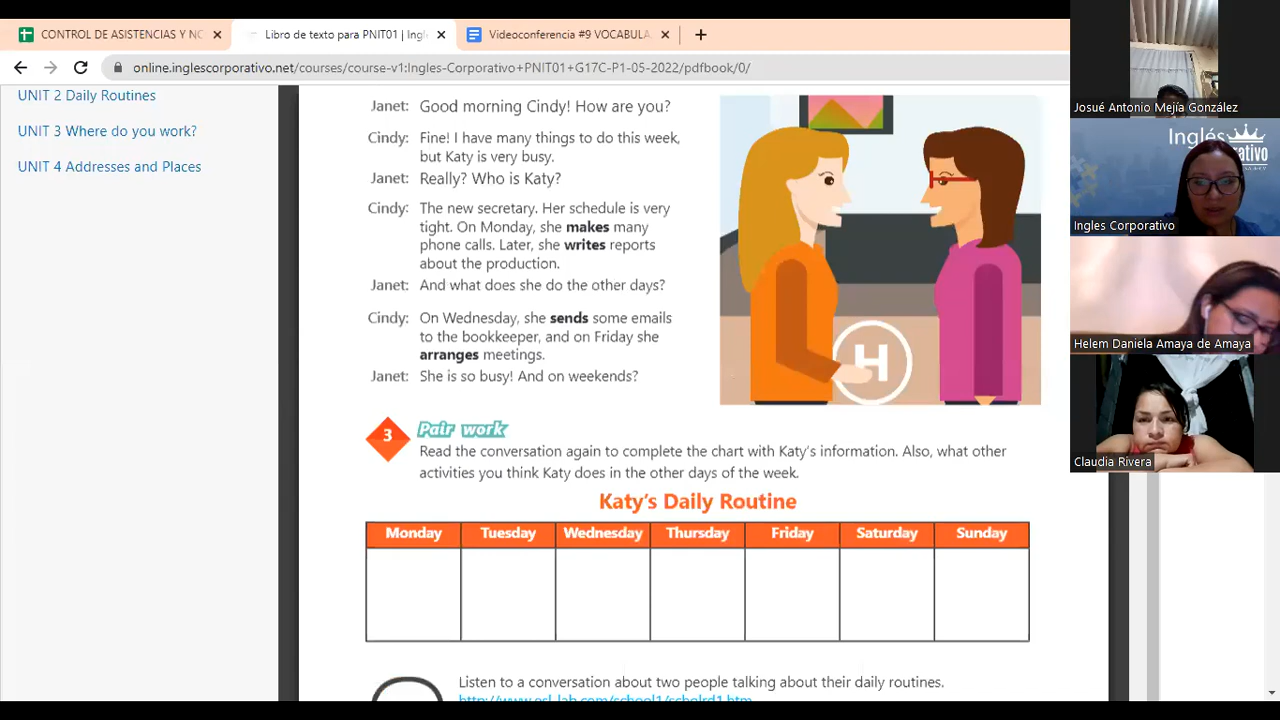 CONTROL DE ASISTENCIAS Y NC
Libro de texto para PNIT01 | Ingl
Videoconferencia #9 VOCABULA
online.inglescorporativo.net/courses/course-v1:Ingles-Corporativo+PNIT01+G17C-P1-05-2022/pdfbook/0/
UNIT 2 Daily Routines
UNIT 3 Where do you work?
UNIT 4 Addresses and Places
Janet: Good morning Cindy! How are you?
Cindy: Fine! I have many things to do this week,
but Katy is very busy.
Janet: Really? Who is Katy?
Cindy: The new secretary. Her schedule is very
tight. On Monday, she makes many
phone calls. Later, she writes reports
about the production.
Janet: And what does she do the other days?
Cindy: On Wednesday, she sends some emails
to the bookkeeper, and on Friday she
arranges meetings.
Janet: She is so busy! And on weekends?
H
3
Pair work
Read the conversation again to complete the chart with Katy's information. Also, what other
activities you think Katy does in the other days of the week.
Katy's Daily Routine
Monday Tuesday Wednesday Thursday Friday Saturday Sunday
Listen to a conversation about two people talking about their daily routines.
http://www.esl-lab.com/school1/scholrd1.htm
Josué Antonio Mejía González
Inglés
Ingles Corporativo
Helem Daniela Amaya de Amaya
Claudia Rivera